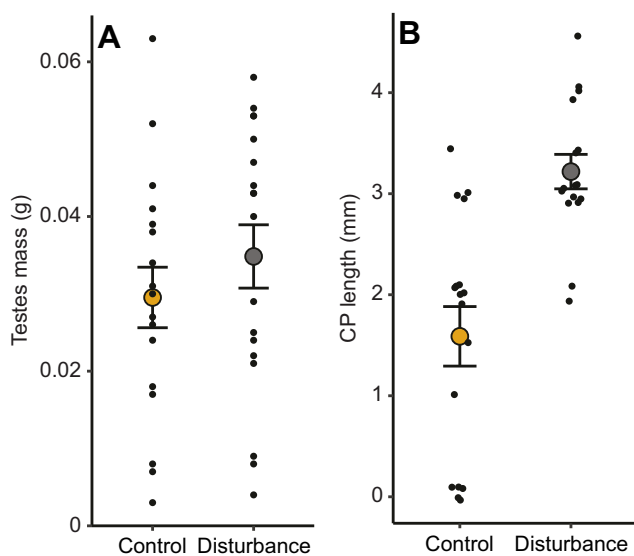 A
Testes mass (g)
0.06
0.04
0.02
0
Control Disturbance
B
CP length (mm)
4
3
2
1
0
Control Disturbance